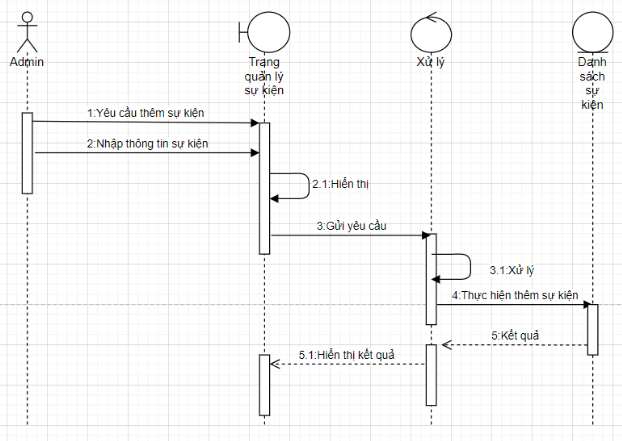 Admin
Trang
quản lý
sự kiện
Xử lý
Danh
sách
sự
kiện
1:Yêu cầu thêm sự kiên
2:Nhập thông tin sự kiện
2.1:Hiển thị
3:Gửi yêu cầu
3.1:Xử lý
4:Thực hiện thêm sự kiện
5:Kết quả
5.1:Hiển thị kết quả